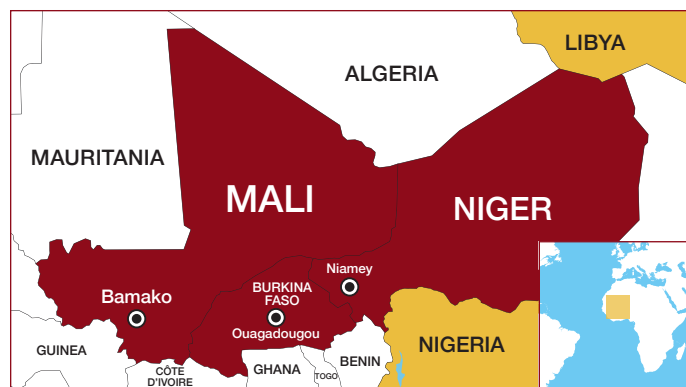 LIBYA
ALGERIA
MAURITANIA
MALI
NIGER
Niamey
BURKINA
FASO
Bamako
Ouagadougou
GUINEA
CÔTE
D'IVOIRE
GHANA
TOGO
BENIN
NIGERIA